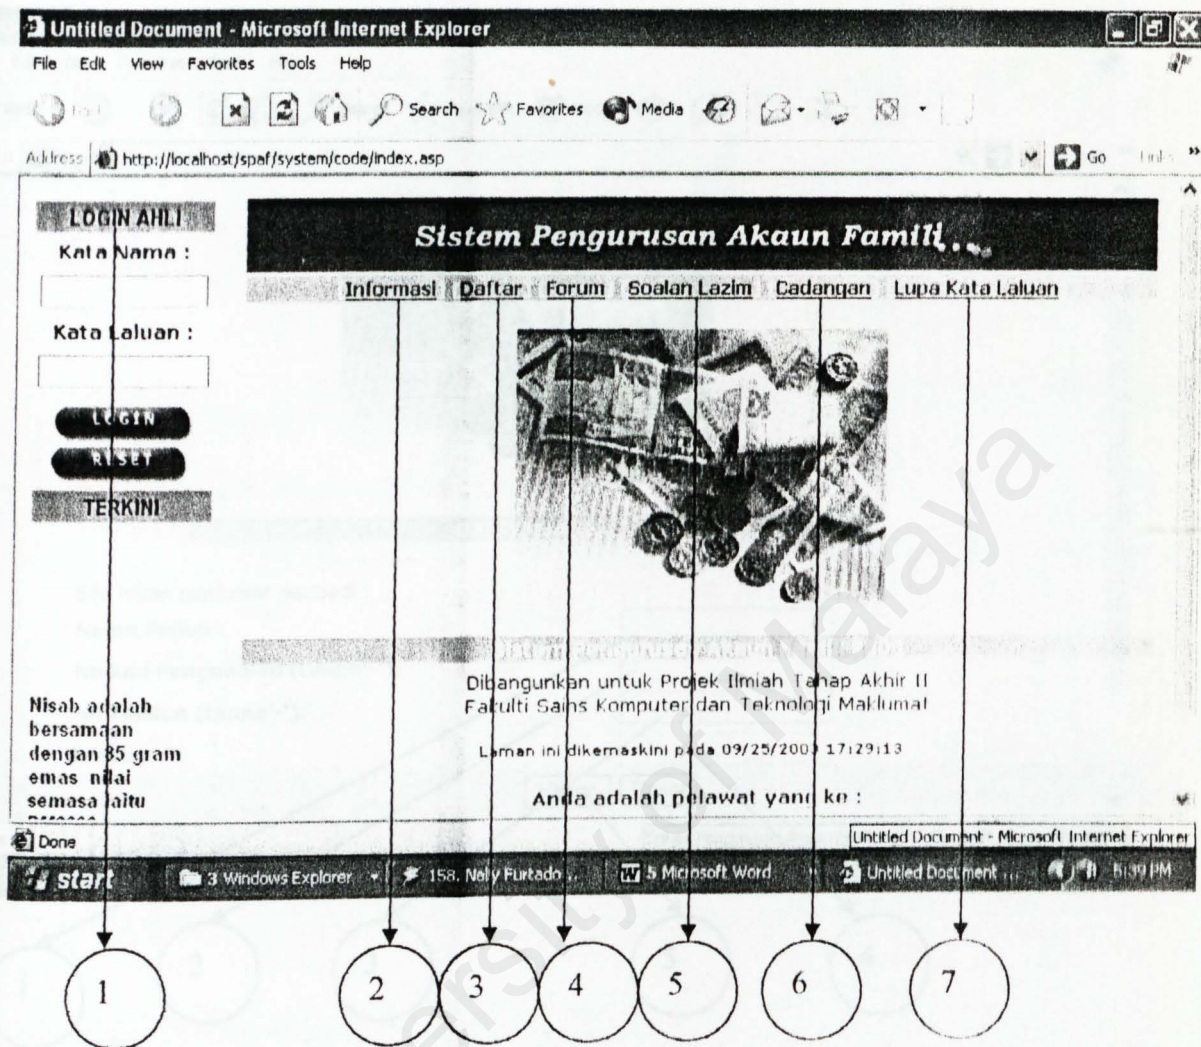 Untitled Document - Microsoft Internet Explorer
File Edit View Favorites Tools Help
Search Favorites Media
Address http://localhost/spaf/system/code/index.asp Go Links »
LOGIN AHLI
Kata Nama :
Kata Laluan :
LOGIN
RESET
TERKINI
Nisab adalah
bersamaan
dengan 85 gram
emas nilai
semasa iaitu
Sistem Pengurusan Akaun Famili...
Informasi Daftar Forum Soalan Lazim Cadangan Lupa Kata Laluan
Dibangunkan untuk Projek Ilmiah Tahap Akhir II
Fakulti Sains Komputer dan Teknologi Maklumat
Laman ini dikemaskini pada 09/25/2003 17:29:13
Anda adalah pelawat yang ke :
Done
Untitled Document - Microsoft Internet Explorer
start 3 Windows Explorer 158. Nelly Furtado... 5 Microsoft Word Untitled Document ... 5:39 PM
1 2 3 4 5 6 7
University of Malaya